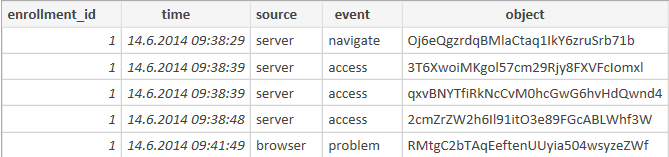 enrollment_id time source event object
1 14.6.2014 09:38:29 server navigate Oj6eQgzrdqBMlaCtaq1IkY6zruSrb71b
1 14.6.2014 09:38:39 server access 3T6XwoiMKgol57cm29Rjy8FXVFcIomxl
1 14.6.2014 09:38:39 server access qxvBNYTfiRkNcCvM0hcGwG6hvHdQwnd4
1 14.6.2014 09:38:48 server access 2cmZrZW2h6Il91itO3e89FGcABLWhf3W
1 14.6.2014 09:41:49 browser problem RMtgC2bTAqEeftenUUyia504wsyzeZWf